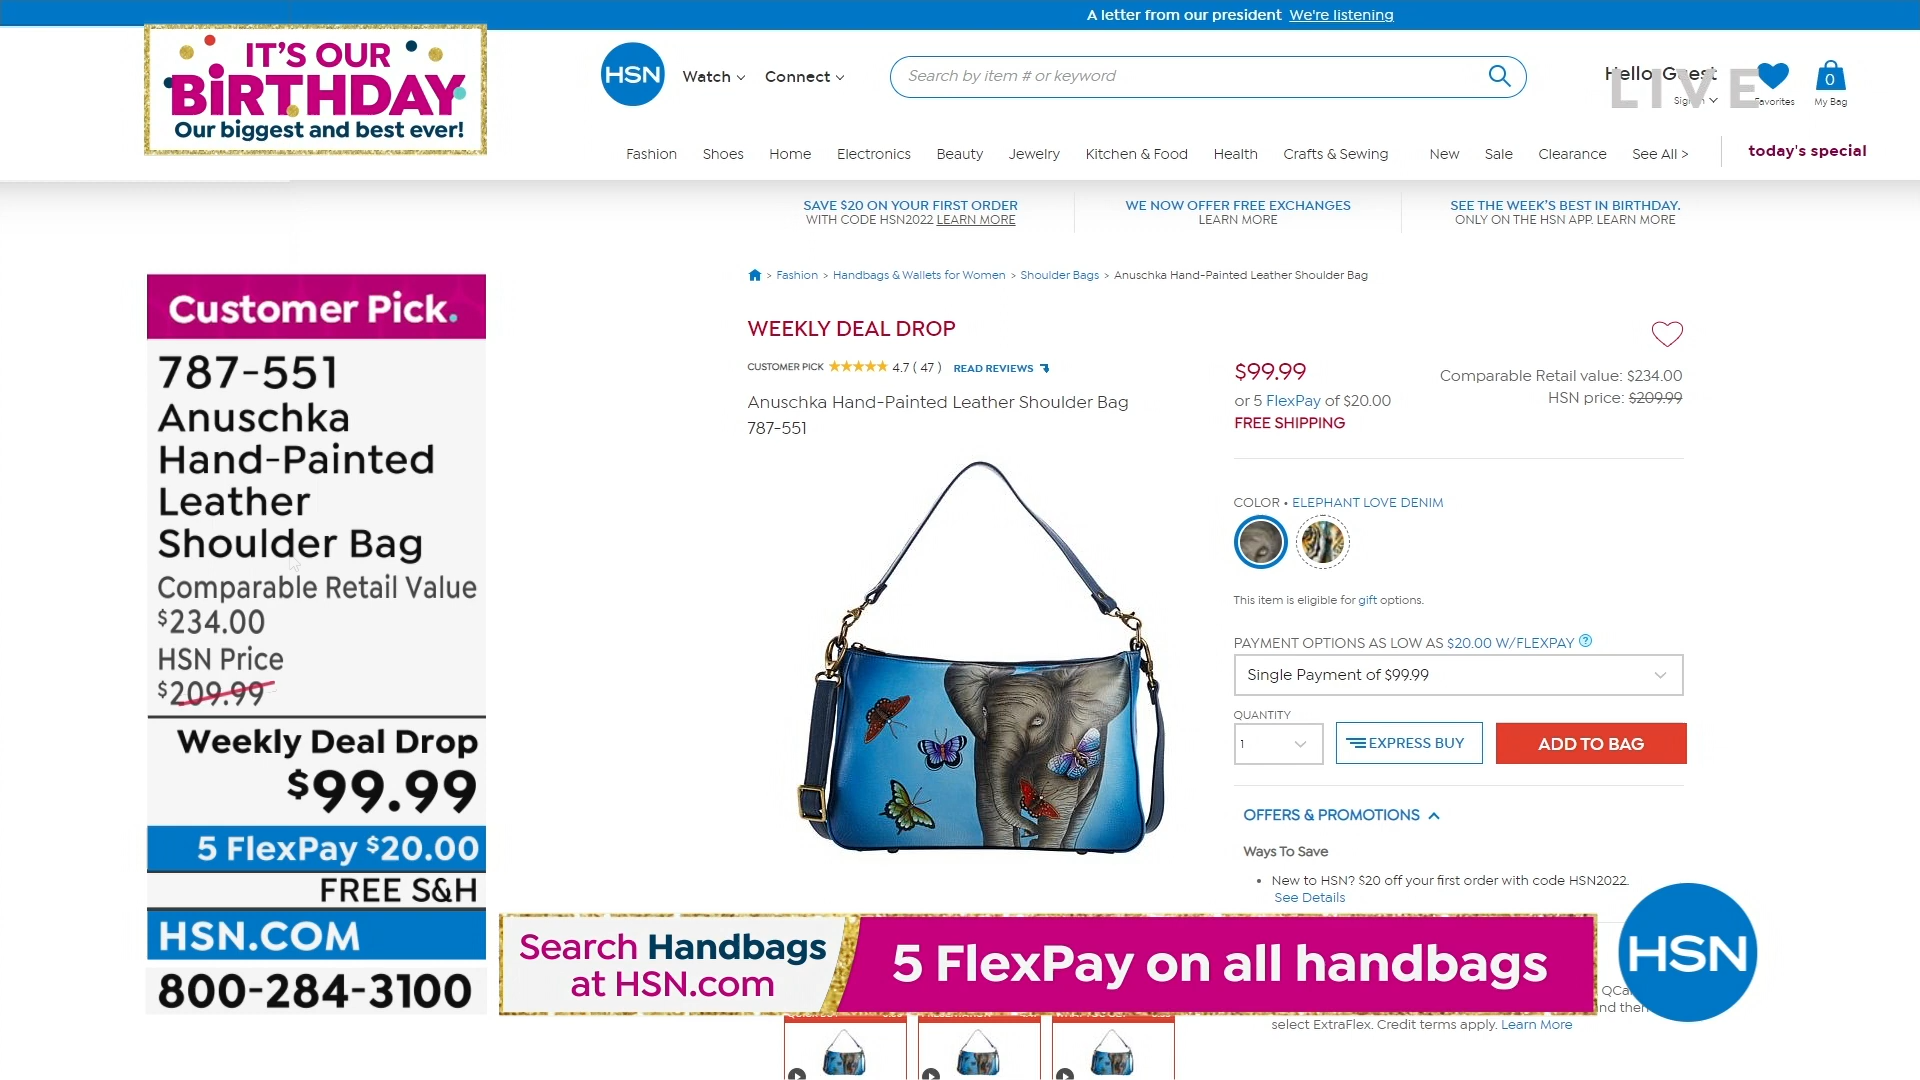 A letter from our president We're listening
IT'S OUR
BiRTHDAY
Our biggest and best ever!
HSN
Watch
Connect
Search by item # or keyword
Hello, Guest
LIVE
Favorites
0
My Bag
Fashion
Shoes
Home
Electronics
Beauty
Jewelry
Kitchen & Food
Health
Crafts & Sewing
New
Sale
Clearance
See All >
today's special
SAVE $20 ON YOUR FIRST ORDER
WITH CODE HSN2022 LEARN MORE
WE NOW OFFER FREE EXCHANGES
LEARN MORE
SEE THE WEEK'S BEST IN BIRTHDAY.
ONLY ON THE HSN APP. LEARN MORE
> Fashion > Handbags & Wallets for Women > Shoulder Bags > Anuschka Hand-Painted Leather Shoulder Bag
Customer Pick.
787-551
Anuschka
Hand-Painted
Leather
Shoulder Bag
Comparable Retail Value
$234.00
HSN Price
$209.99
Weekly Deal Drop
$99.99
5 FlexPay $20.00
FREE S&H
HSN.COM
800-284-3100
WEEKLY DEAL DROP
CUSTOMER PICK 4.7 ( 47 ) READ REVIEWS
Anuschka Hand-Painted Leather Shoulder Bag
787-551
$99.99
or 5 FlexPay of $20.00
FREE SHIPPING
Comparable Retail value: $234.00
HSN price: $209.99
COLOR • ELEPHANT LOVE DENIM
This item is eligible for gift options.
PAYMENT OPTIONS AS LOW AS $20.00 W/FLEXPAY ?
Single Payment of $99.99
QUANTITY
1
EXPRESS BUY
ADD TO BAG
OFFERS & PROMOTIONS
Ways To Save
• New to HSN? $20 off your first order with code HSN2022.
See Details
Search Handbags
at HSN.com
5 FlexPay on all handbags
HSN
select ExtraFlex. Credit terms apply. Learn More